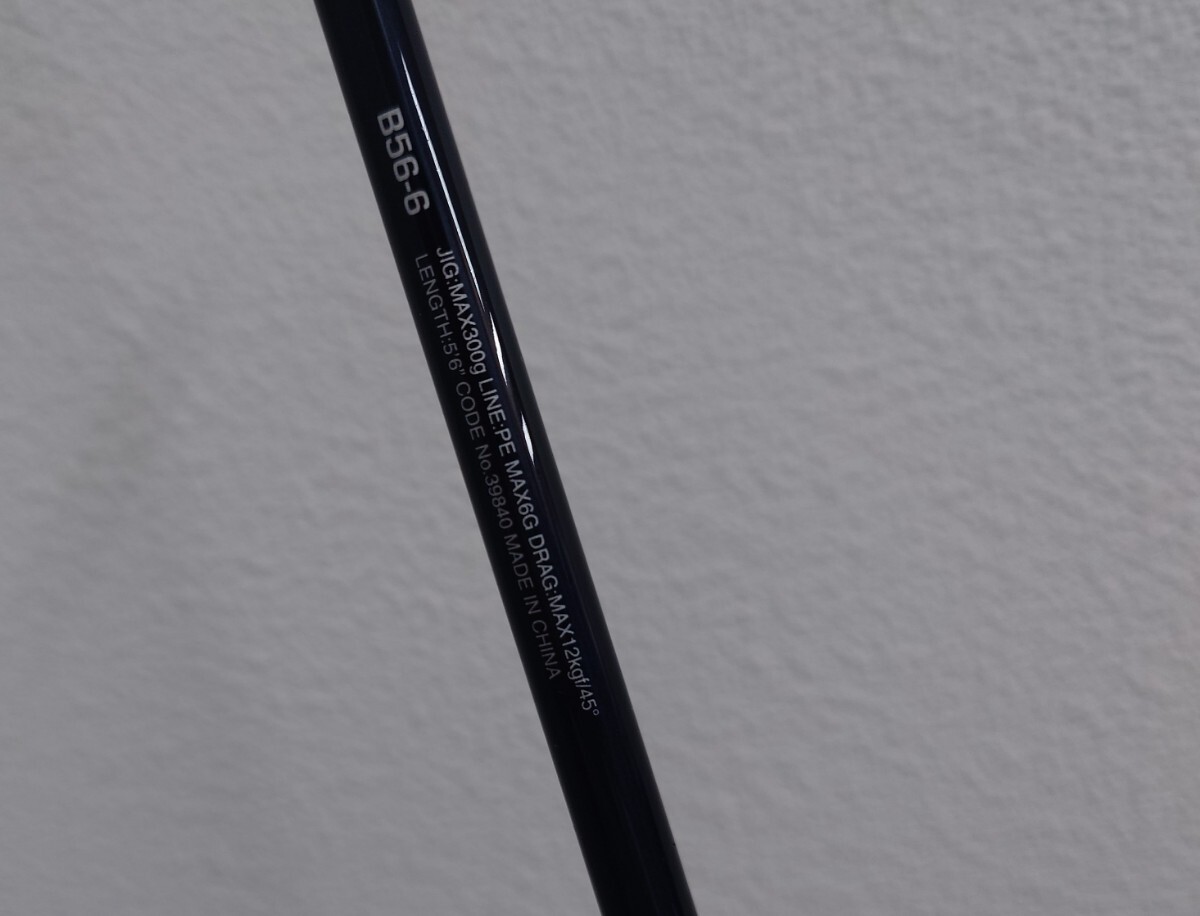 B56-6
JIG:MAX300g LINE:PE MAX6G DRAG:MAX12kgf/45°
LENGTH:5'6" CODE No.39840 MADE IN CHINA